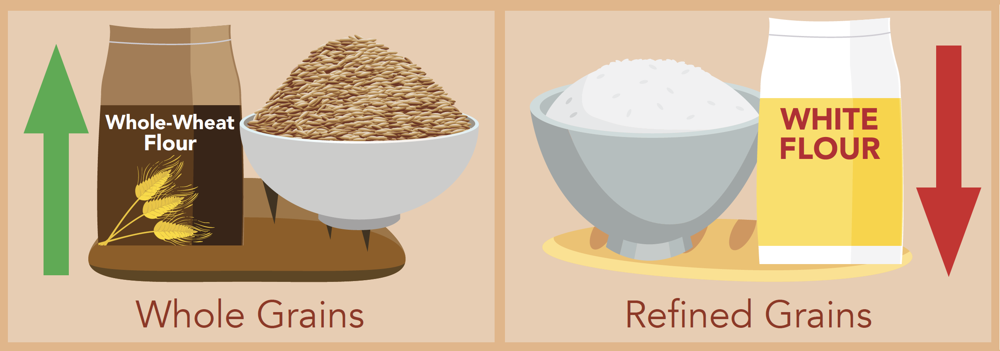 Whole-Wheat
Flour
Whole Grains
WHITE
FLOUR
Refined Grains